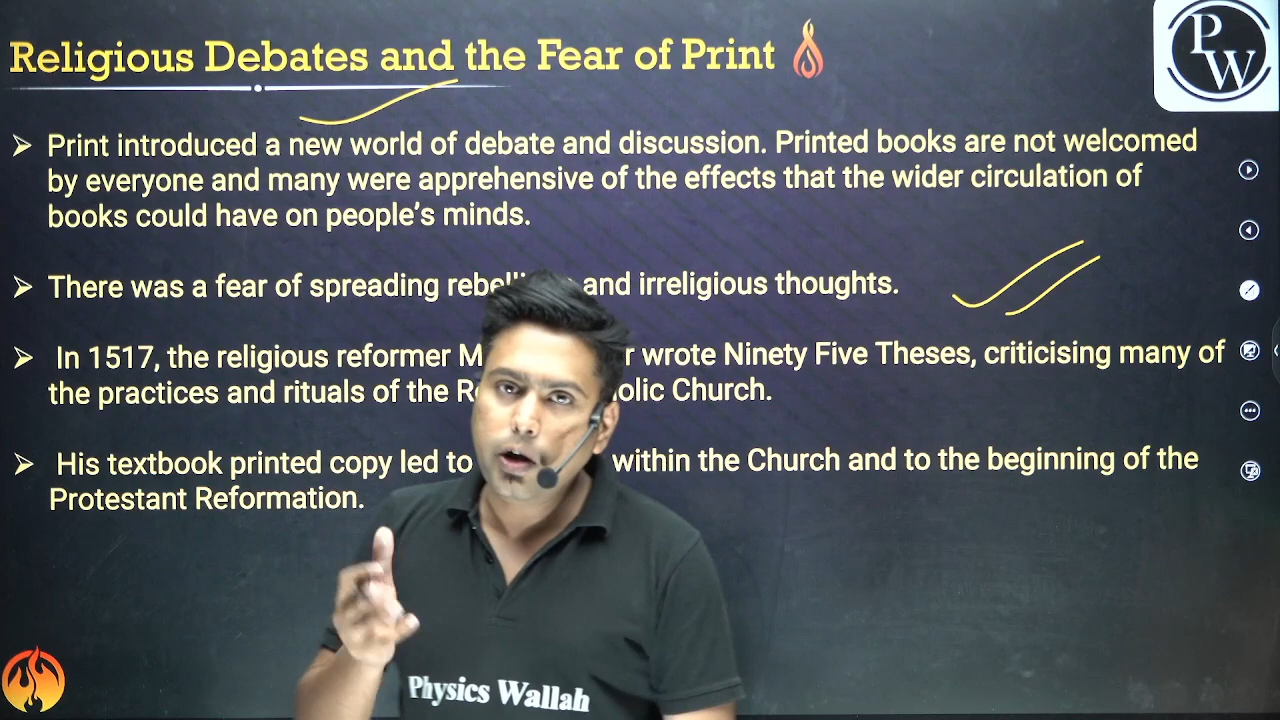 Religious Debates and the Fear of Print
P
W
➤ Print introduced a new world of debate and discussion. Printed books are not welcomed
by everyone and many were apprehensive of the effects that the wider circulation of
books could have on people's minds.
➤ There was a fear of spreading and irreligious thoughts.
➤ In 1517, the religious reformer wrote Ninety Five Theses, criticising many of
the practices and rituals of the Church.
➤ His textbook printed copy led to within the Church and to the beginning of the
Protestant Reformation.
Physics Wallah